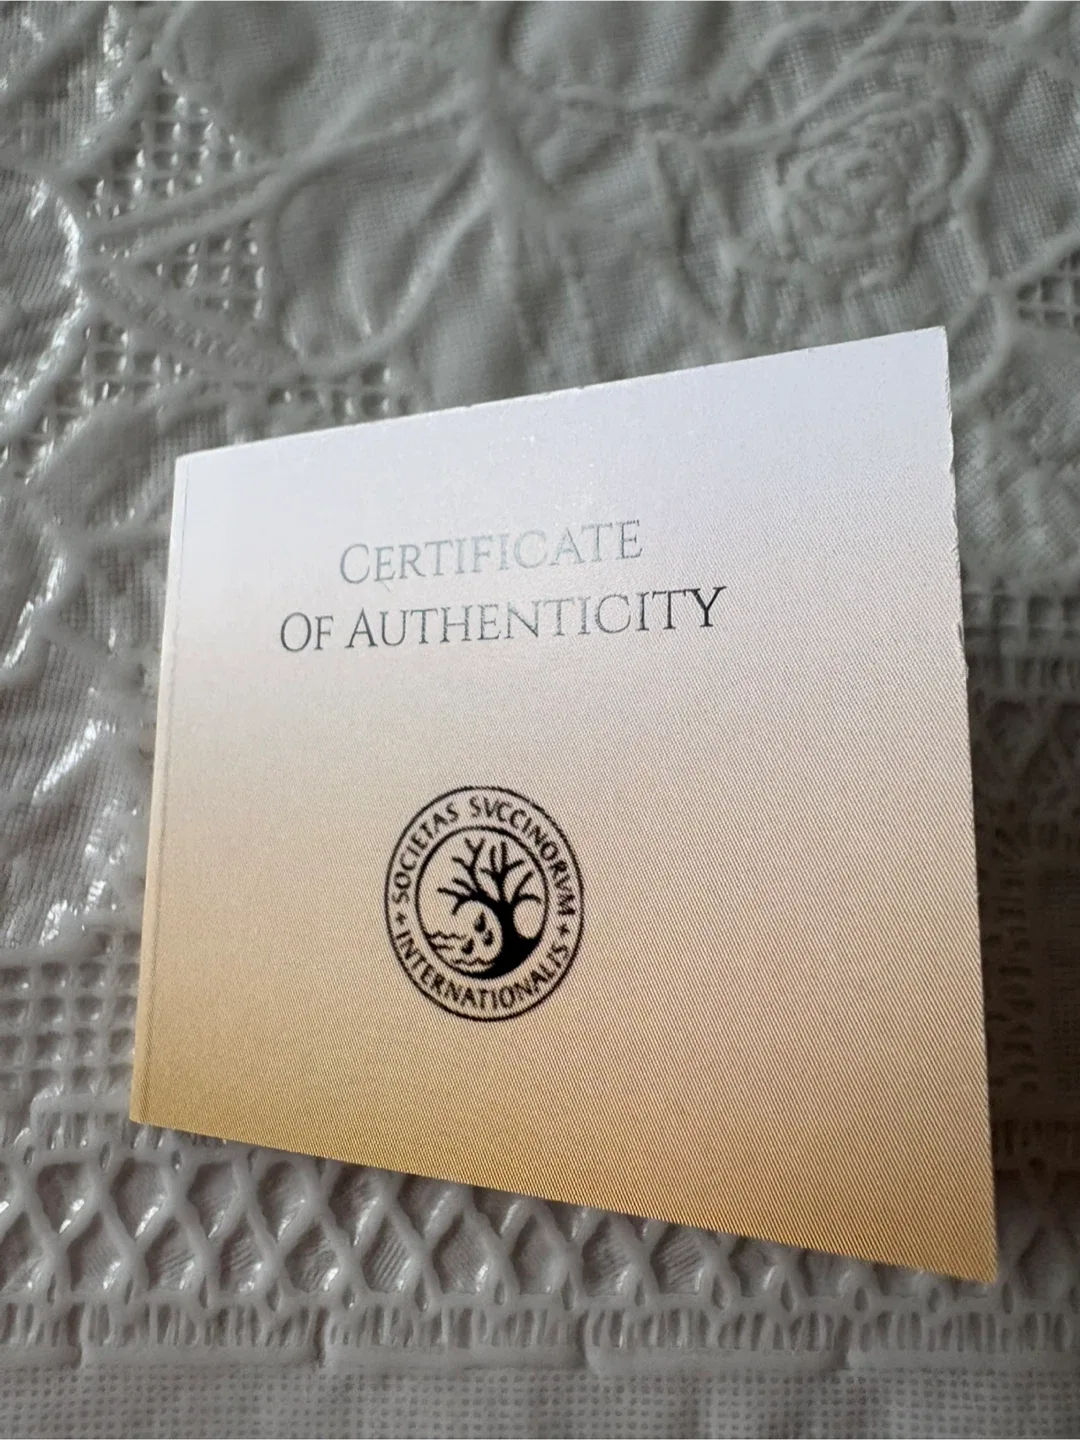 CERTIFICATE
OF AUTHENTICITY
SOCIETAS SVCCINORVM
INTERNATIONALIS